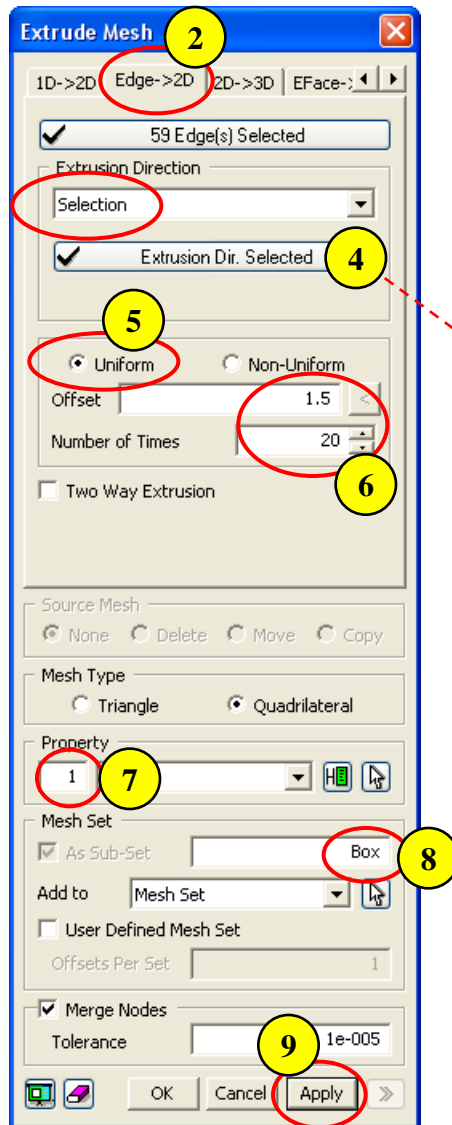 Extrude Mesh 2
1D->2D Edge->2D 2D->3D EFace->
59 Edge(s) Selected
Extrusion Direction
Selection
Extrusion Dir. Selected 4
5
Uniform Non-Uniform
Offset 1.5 <
Number of Times 20
6
Two Way Extrusion
Source Mesh
None Delete Move Copy
Mesh Type
Triangle Quadrilateral
Property
1 7
Mesh Set
As Sub-Set Box 8
Add to Mesh Set
User Defined Mesh Set
Offsets Per Set 1
Merge Nodes
Tolerance 1e-005
9
OK Cancel Apply >>